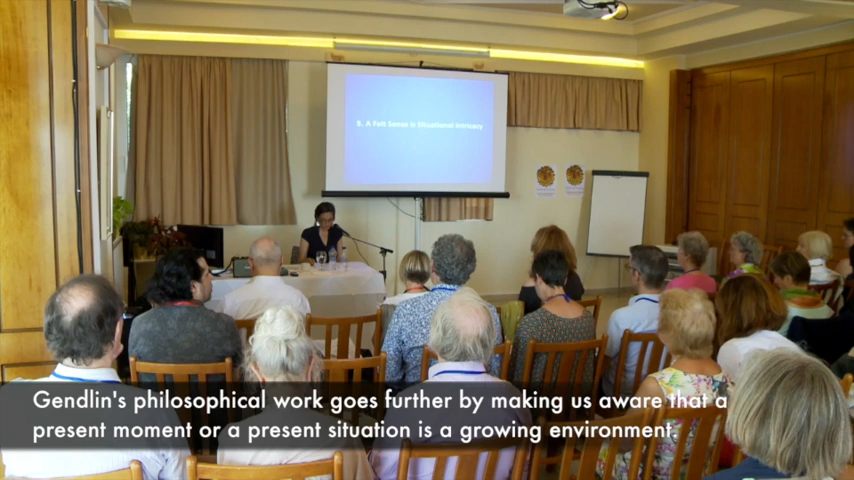 5. A Felt Sense is Situational Intricacy
Gendlin's philosophical work goes further by making us aware that a
present moment or a present situation is a growing environment.